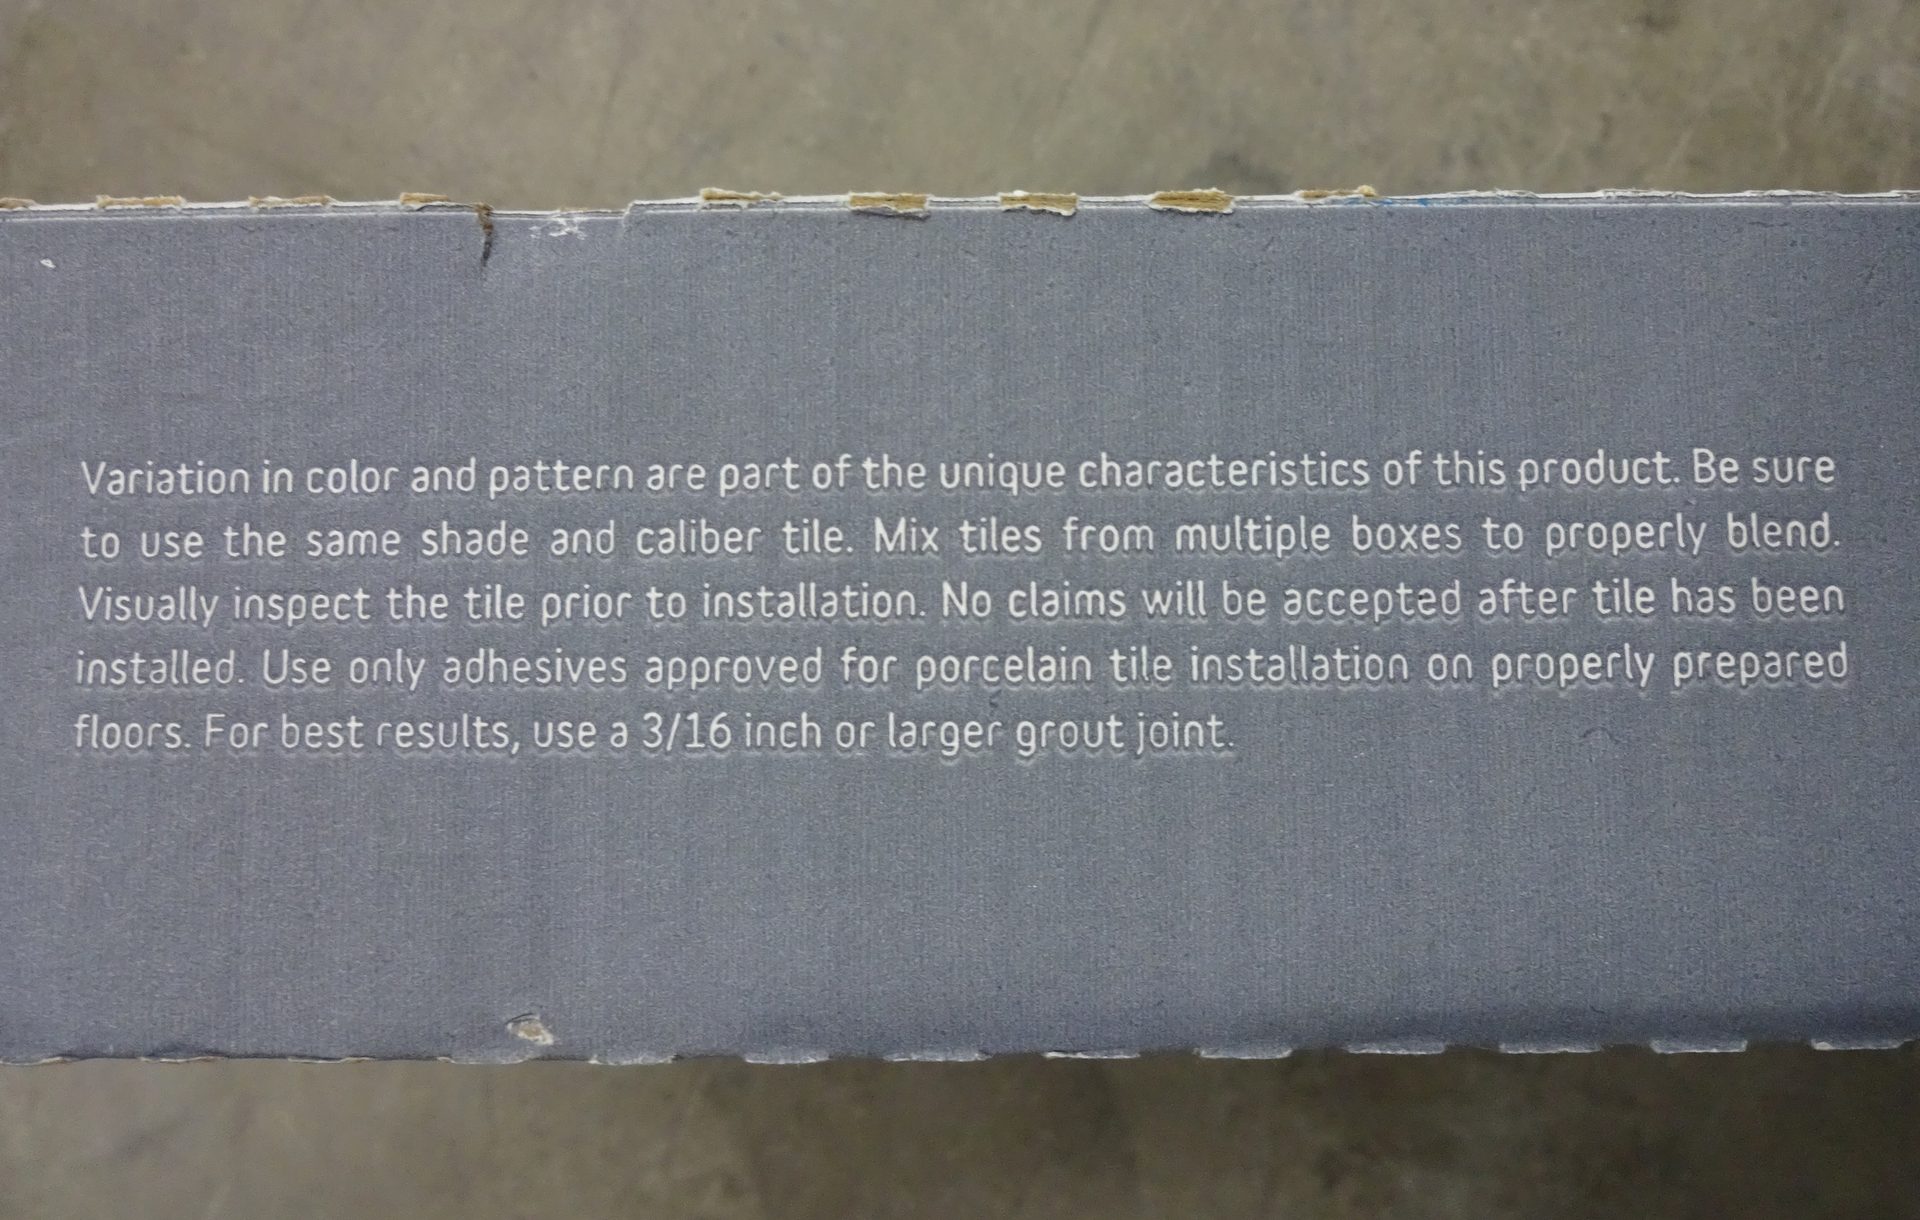 Variation in color and pattern are part of the unique characteristics of this product. Be sure
to use the same shade and caliber tile. Mix tiles from multiple boxes to properly blend.
Visually inspect the tile prior to installation. No claims will be accepted after tile has been
installed. Use only adhesives approved for porcelain tile installation on properly prepared
floors. For best results, use a 3/16 inch or larger grout joint.